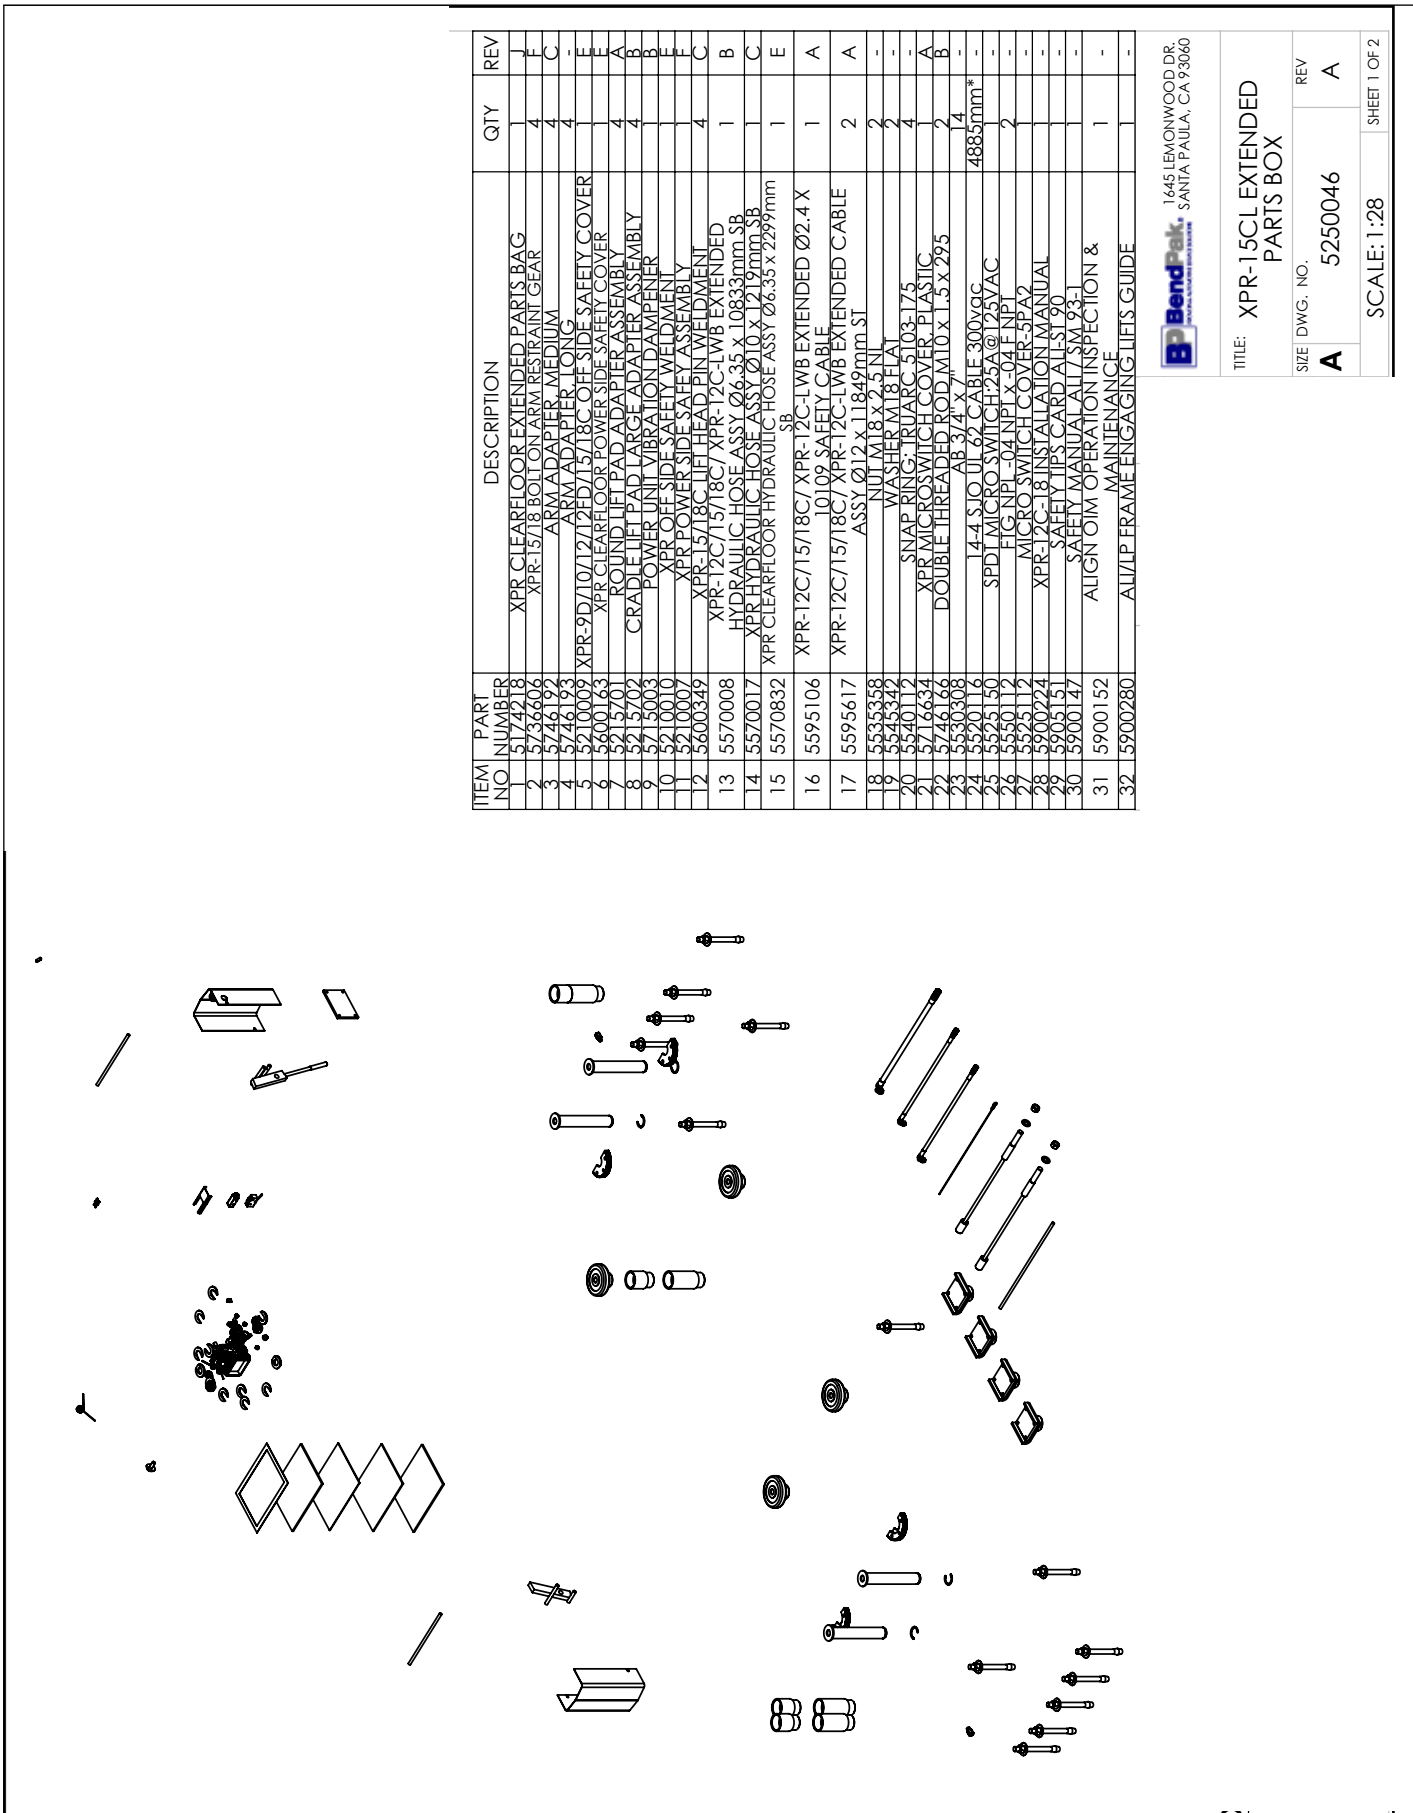 ITEM NO PART NUMBER DESCRIPTION QTY REV
1 5174218 XPR CLEARFLOOR EXTENDED PARTS BAG 1 J
2 5736606 XPR-15/18 BOLT ON ARM RESTRAINT GEAR 4 F
3 5746192 ARM ADAPTER, MEDIUM 4 C
4 5746193 ARM ADAPTER, LONG 4 -
5 5210009 XPR-9D/10/12/12ED/15/18C OFF SIDE SAFETY COVER 1 E
6 5600163 XPR CLEARFLOOR POWER SIDE SAFETY COVER 1 E
7 5215701 ROUND LIFT PAD ADAPTER ASSEMBLY 4 A
8 5215702 CRADLE LIFT PAD LARGE ADAPTER ASSEMBLY 4 B
9 5715003 POWER UNIT VIBRATION DAMPENER 1 B
10 5210010 XPR OFF SIDE SAFETY WELDMENT 1 E
11 5210007 XPR POWER SIDE SAFEY ASSEMBLY 1 F
12 5600349 XPR-15/18C LIFT HEAD PIN WELDMENT 4 C
13 5570008 XPR-12C/15/18C/ XPR-12C-LWB EXTENDED
HYDRAULIC HOSE ASSY Ø6.35 x 10833mm SB 1 B
14 5570017 XPR HYDRAULIC HOSE ASSY Ø10 x 1219mm SB 1 C
15 5570832 XPR CLEARFLOOR HYDRAULIC HOSE ASSY Ø6.35 x 2299mm
SB 1 E
16 5595106 XPR-12C/15/18C/ XPR-12C-LWB EXTENDED Ø2.4 X
10109 SAFETY CABLE 1 A
17 5595617 XPR-12C/15/18C/ XPR-12C-LWB EXTENDED CABLE
ASSY Ø12 x 11849mm ST 2 A
18 5535358 NUT M18 x 2.5 NL 2 -
19 5545342 WASHER M18 FLAT 2 -
20 5540112 SNAP RING; TRUARC 5103-175 4 -
21 5716634 XPR MICROSWITCH COVER, PLASTIC 1 A
22 5746166 DOUBLE THREADED ROD M10 x 1.5 x 295 2 B
23 5530308 AB 3/4" x 7" 14 -
24 5520116 14-4 SJO UL 62 CABLE 300vac 4885mm* -
25 5525150 SPDT MICRO SWITCH:25A@125VAC 1 -
26 5550112 FTG NPL -04 NPT x -04 F NPT 2 -
27 5525112 MICRO SWITCH COVER-5PA2 1 -
28 5900224 XPR-12C-18 INSTALLATION MANUAL 1 -
29 5905151 SAFETY TIPS CARD ALI-ST 90 1 -
30 5900147 SAFETY MANUAL ALI / SM 93-1 1 -
31 5900152 ALIGN OIM OPERATION INSPECTION &
MAINTENANCE 1 -
32 5900280 ALI/LP FRAME ENGAGING LIFTS GUIDE 1 -
BP BendPak®
1645 LEMONWOOD DR.
SANTA PAULA, CA 93060
TITLE: XPR-15CL EXTENDED
PARTS BOX
SIZE DWG. NO. REV
A 5250046 A
SCALE: 1:28 SHEET 1 OF 2